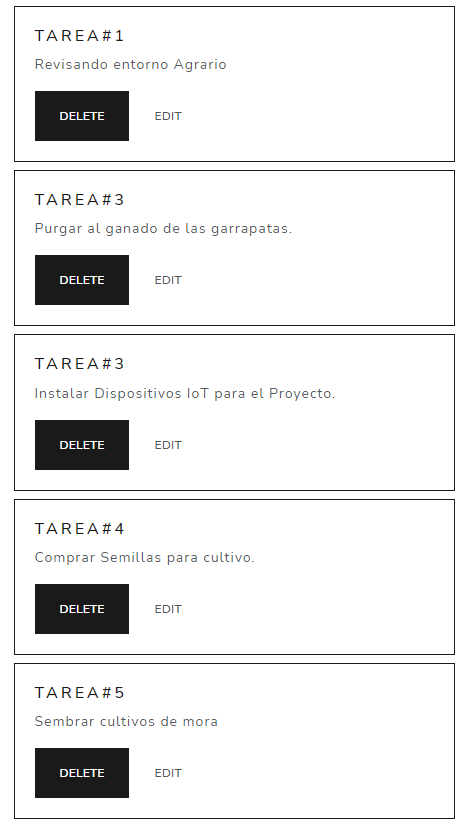 TAREA#1
Revisando entorno Agrario
DELETE EDIT
TAREA#3
Purgar al ganado de las garrapatas.
DELETE EDIT
TAREA#3
Instalar Dispositivos IoT para el Proyecto.
DELETE EDIT
TAREA#4
Comprar Semillas para cultivo.
DELETE EDIT
TAREA#5
Sembrar cultivos de mora
DELETE EDIT